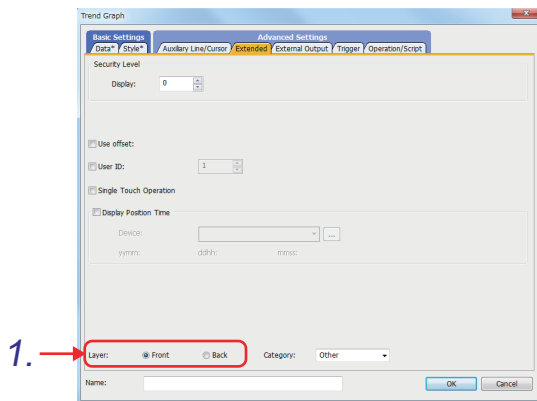 Trend Graph
Basic Settings Advanced Settings
Data* Style* Auxiliary Line/Cursor Extended External Output Trigger Operation/Script
Security Level
Display: 0
Use offset:
User ID: 1
Single Touch Operation
Display Position Time
Device: ...
yymm: ddhh: mmss:
1. Layer: Front Back Category: Other
Name: OK Cancel